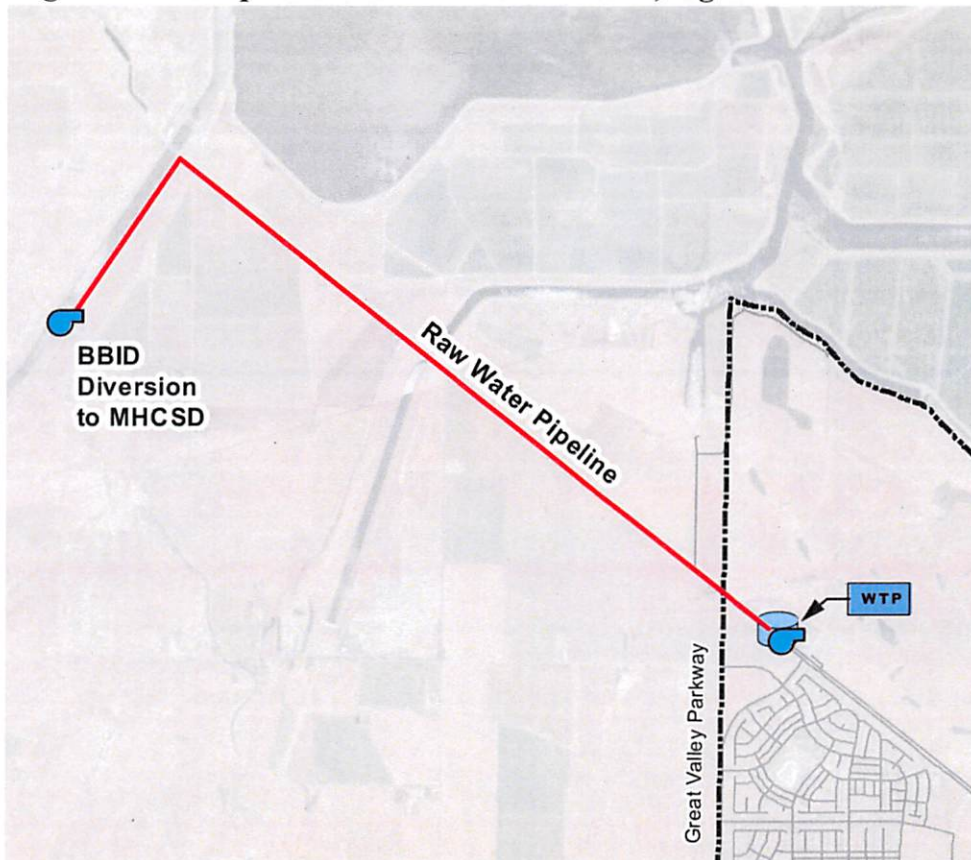 BBID
Diversion
to MHCSD
Raw Water Pipeline
WTP
Great Valley Parkway